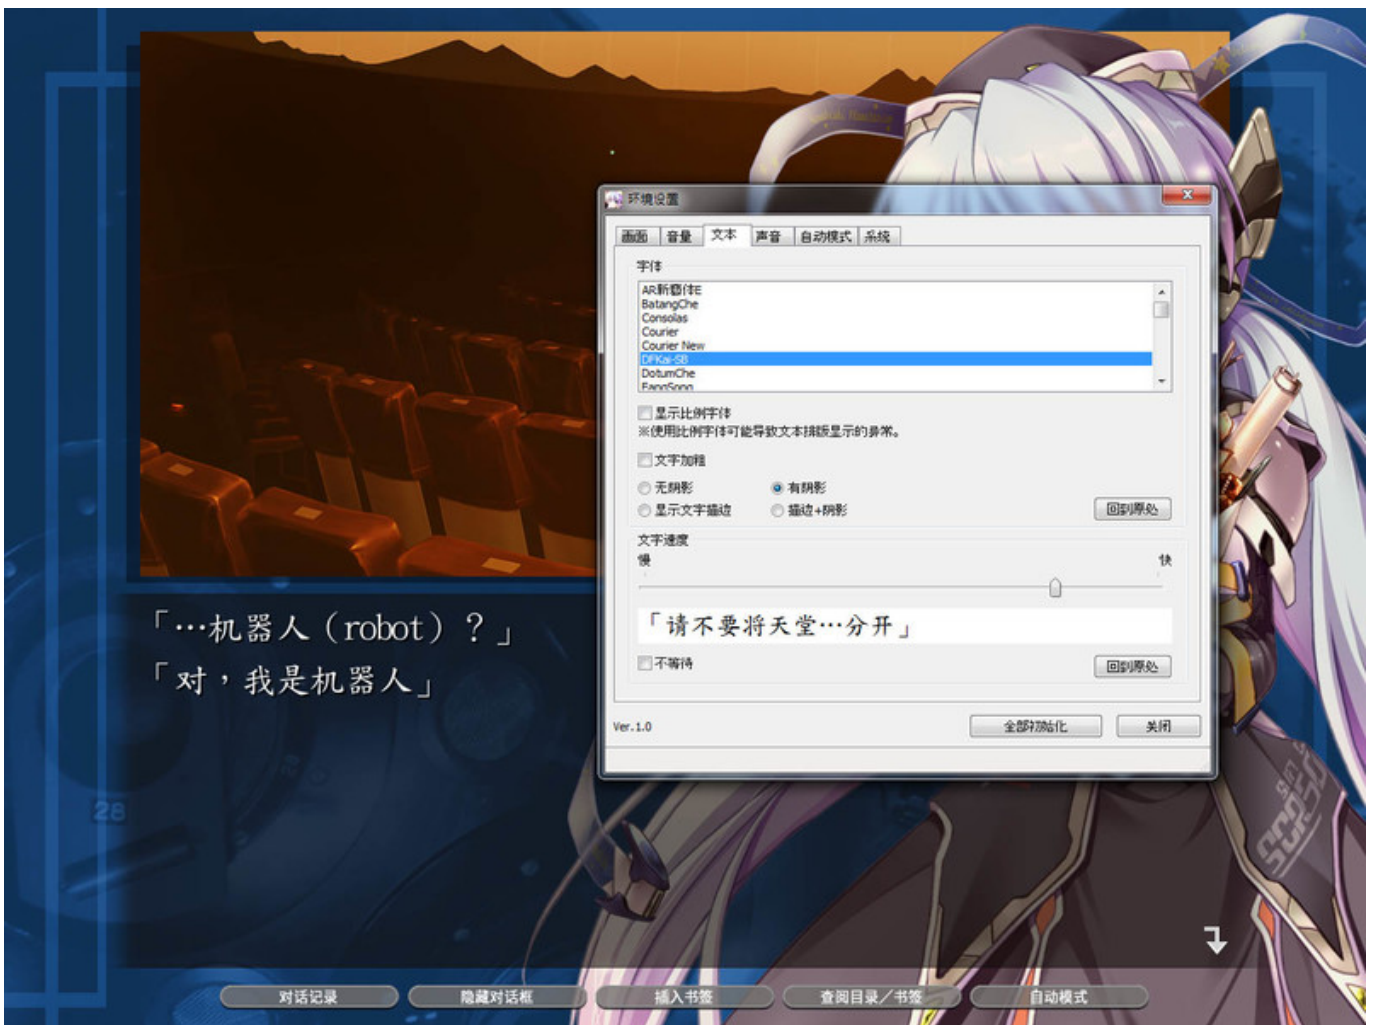 环境设置
画面 音量 文本 声音 自动模式 系统
字体
AR新藝体E
BatangChe
Consolas
Courier
Courier New
DFKai-SB
DotumChe
FangSong
显示比例字体
※使用比例字体可能导致文本排版显示的异常。
文字加粗
无阴影 有阴影
显示文字描边 描边+阴影
回到原处
文字速度
慢 快
「请不要将天堂…分开」
不等待
回到原处
Ver.1.0
全部初始化 关闭
「…机器人（robot）？」
「对，我是机器人」
28
对话记录 隐藏对话框 插入书签 查阅目录／书签 自动模式